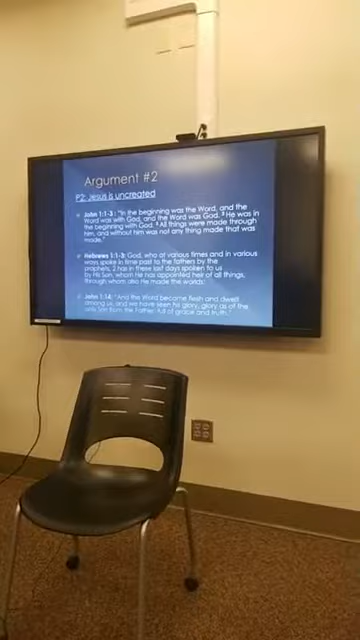 Argument #2
P2: Jesus is uncreated
John 1:1-3: "In the beginning was the Word, and the
Word was with God, and the Word was God. ² He was in
the beginning with God. ³ All things were made through
him, and without him was not any thing made that was
made."
Hebrews 1:1-3: God, who at various times and in various
ways spoke in time past to the fathers by the
prophets, 2 has in these last days spoken to us
by His Son, whom He has appointed heir of all things,
through whom also He made the worlds;
John 1:14: "And the Word became flesh and dwelt
among us, and we have seen his glory, glory as of the
only Son from the Father, full of grace and truth."